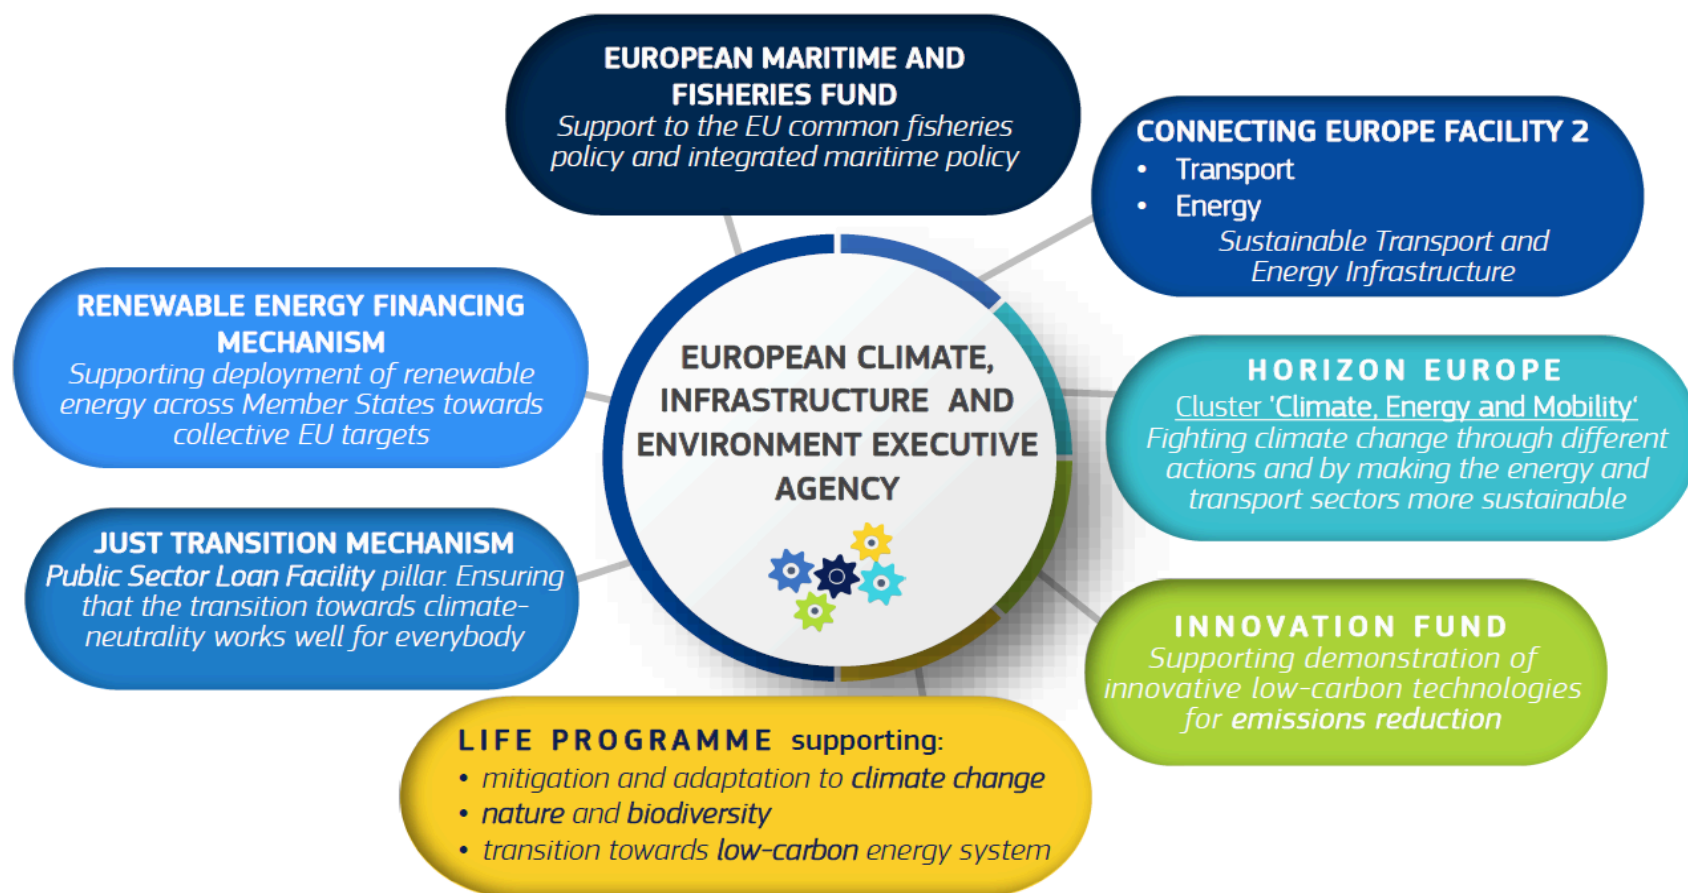 EUROPEAN MARITIME AND
FISHERIES FUND
Support to the EU common fisheries
policy and integrated maritime policy
CONNECTING EUROPE FACILITY 2
• Transport
• Energy
Sustainable Transport and
Energy Infrastructure
RENEWABLE ENERGY FINANCING
MECHANISM
Supporting deployment of renewable
energy across Member States towards
collective EU targets
EUROPEAN CLIMATE,
INFRASTRUCTURE AND
ENVIRONMENT EXECUTIVE
AGENCY
HORIZON EUROPE
Cluster 'Climate, Energy and Mobility‘
Fighting climate change through different
actions and by making the energy and
transport sectors more sustainable
JUST TRANSITION MECHANISM
Public Sector Loan Facility pillar. Ensuring
that the transition towards climate-
neutrality works well for everybody
INNOVATION FUND
Supporting demonstration of
innovative low-carbon technologies
for emissions reduction
LIFE PROGRAMME supporting:
• mitigation and adaptation to climate change
• nature and biodiversity
• transition towards low-carbon energy system